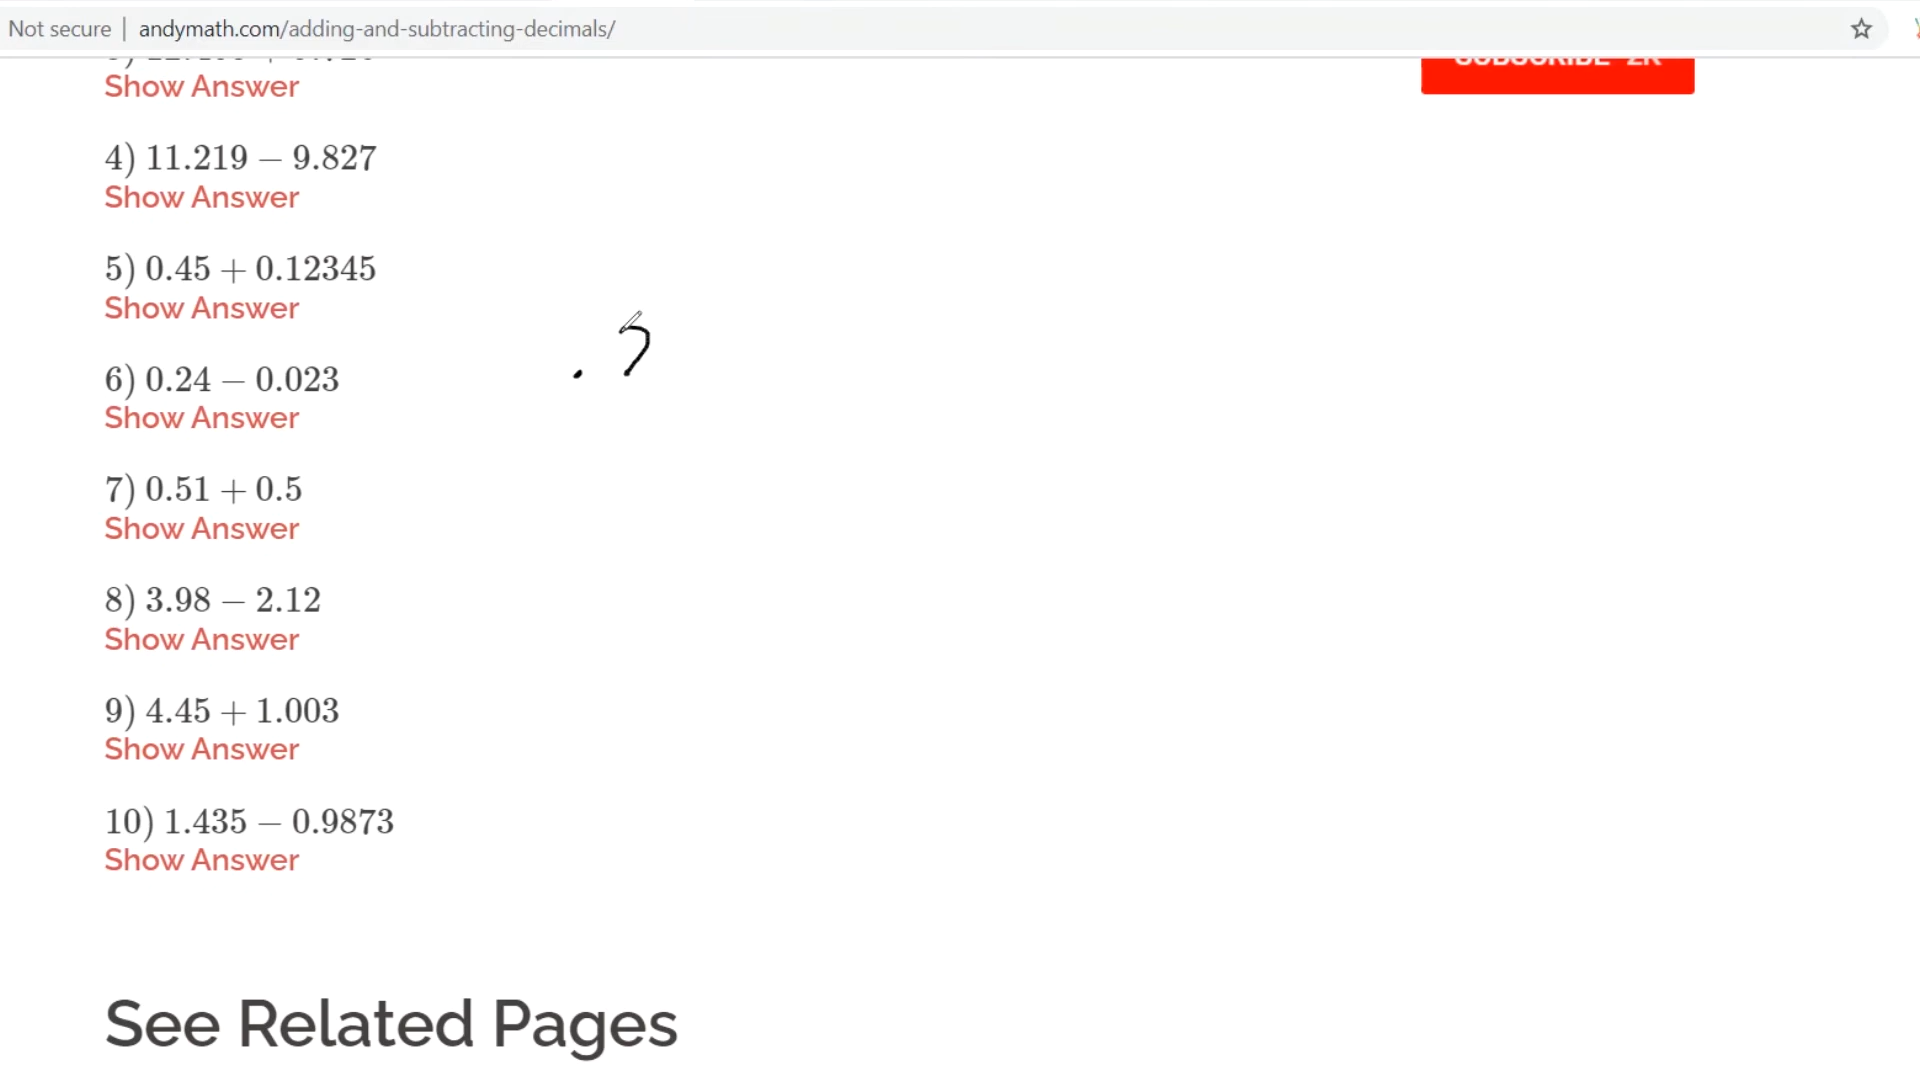 Not secure | andymath.com/adding-and-subtracting-decimals/
SUBSCRIBE 2K
Show Answer
4) 11.219 − 9.827
Show Answer
5) 0.45 + 0.12345
Show Answer
6) 0.24 − 0.023
Show Answer
7) 0.51 + 0.5
Show Answer
8) 3.98 − 2.12
Show Answer
9) 4.45 + 1.003
Show Answer
10) 1.435 − 0.9873
Show Answer
See Related Pages